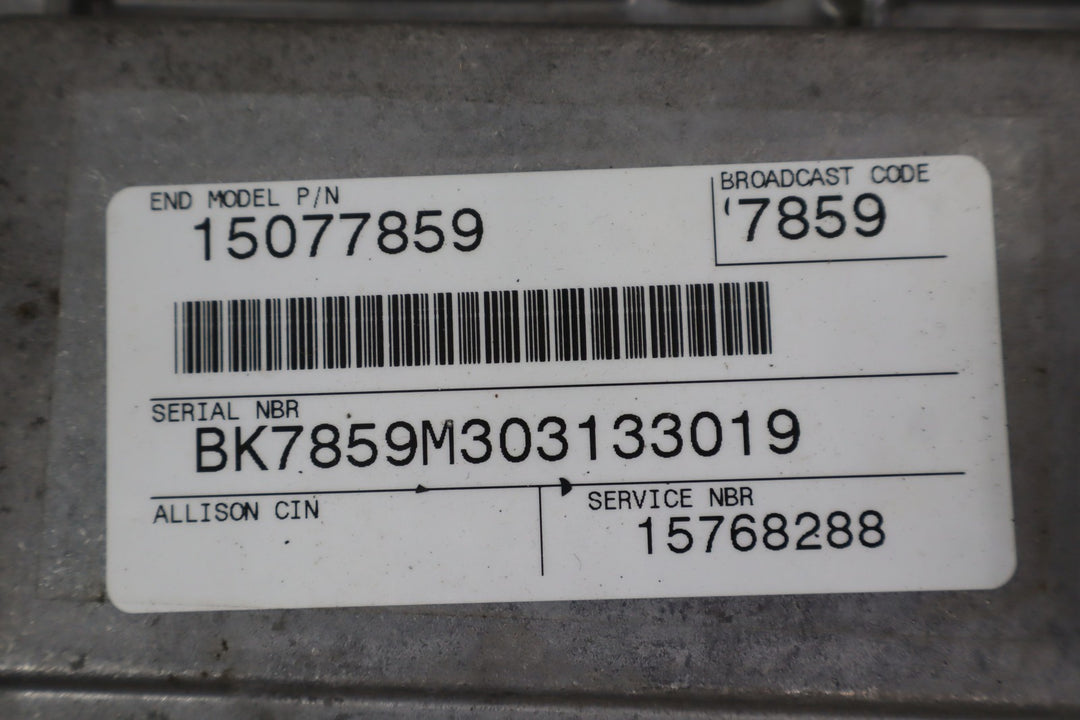 END MODEL P/N
15077859
BROADCAST CODE
7859
SERIAL NBR
BK7859M303133019
ALLISON CIN
SERVICE NBR
15768288